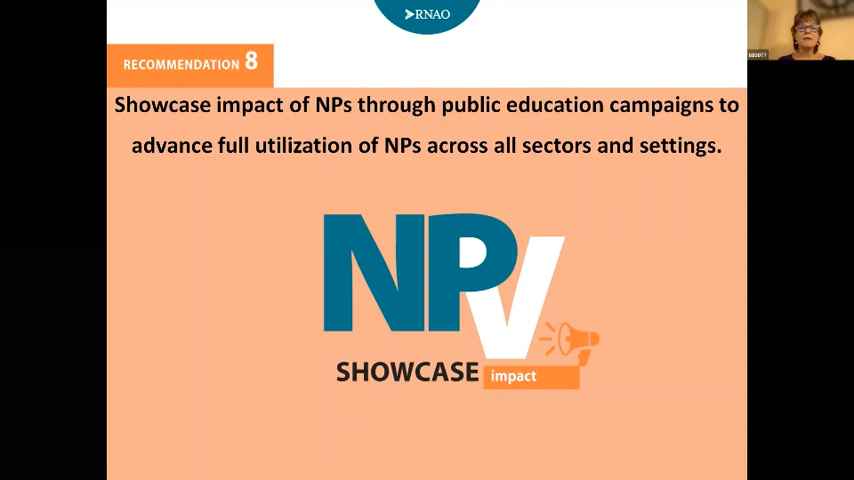 RNAO
RECOMMENDATION 8
Showcase impact of NPs through public education campaigns to
advance full utilization of NPs across all sectors and settings.
NPV
SHOWCASE impact